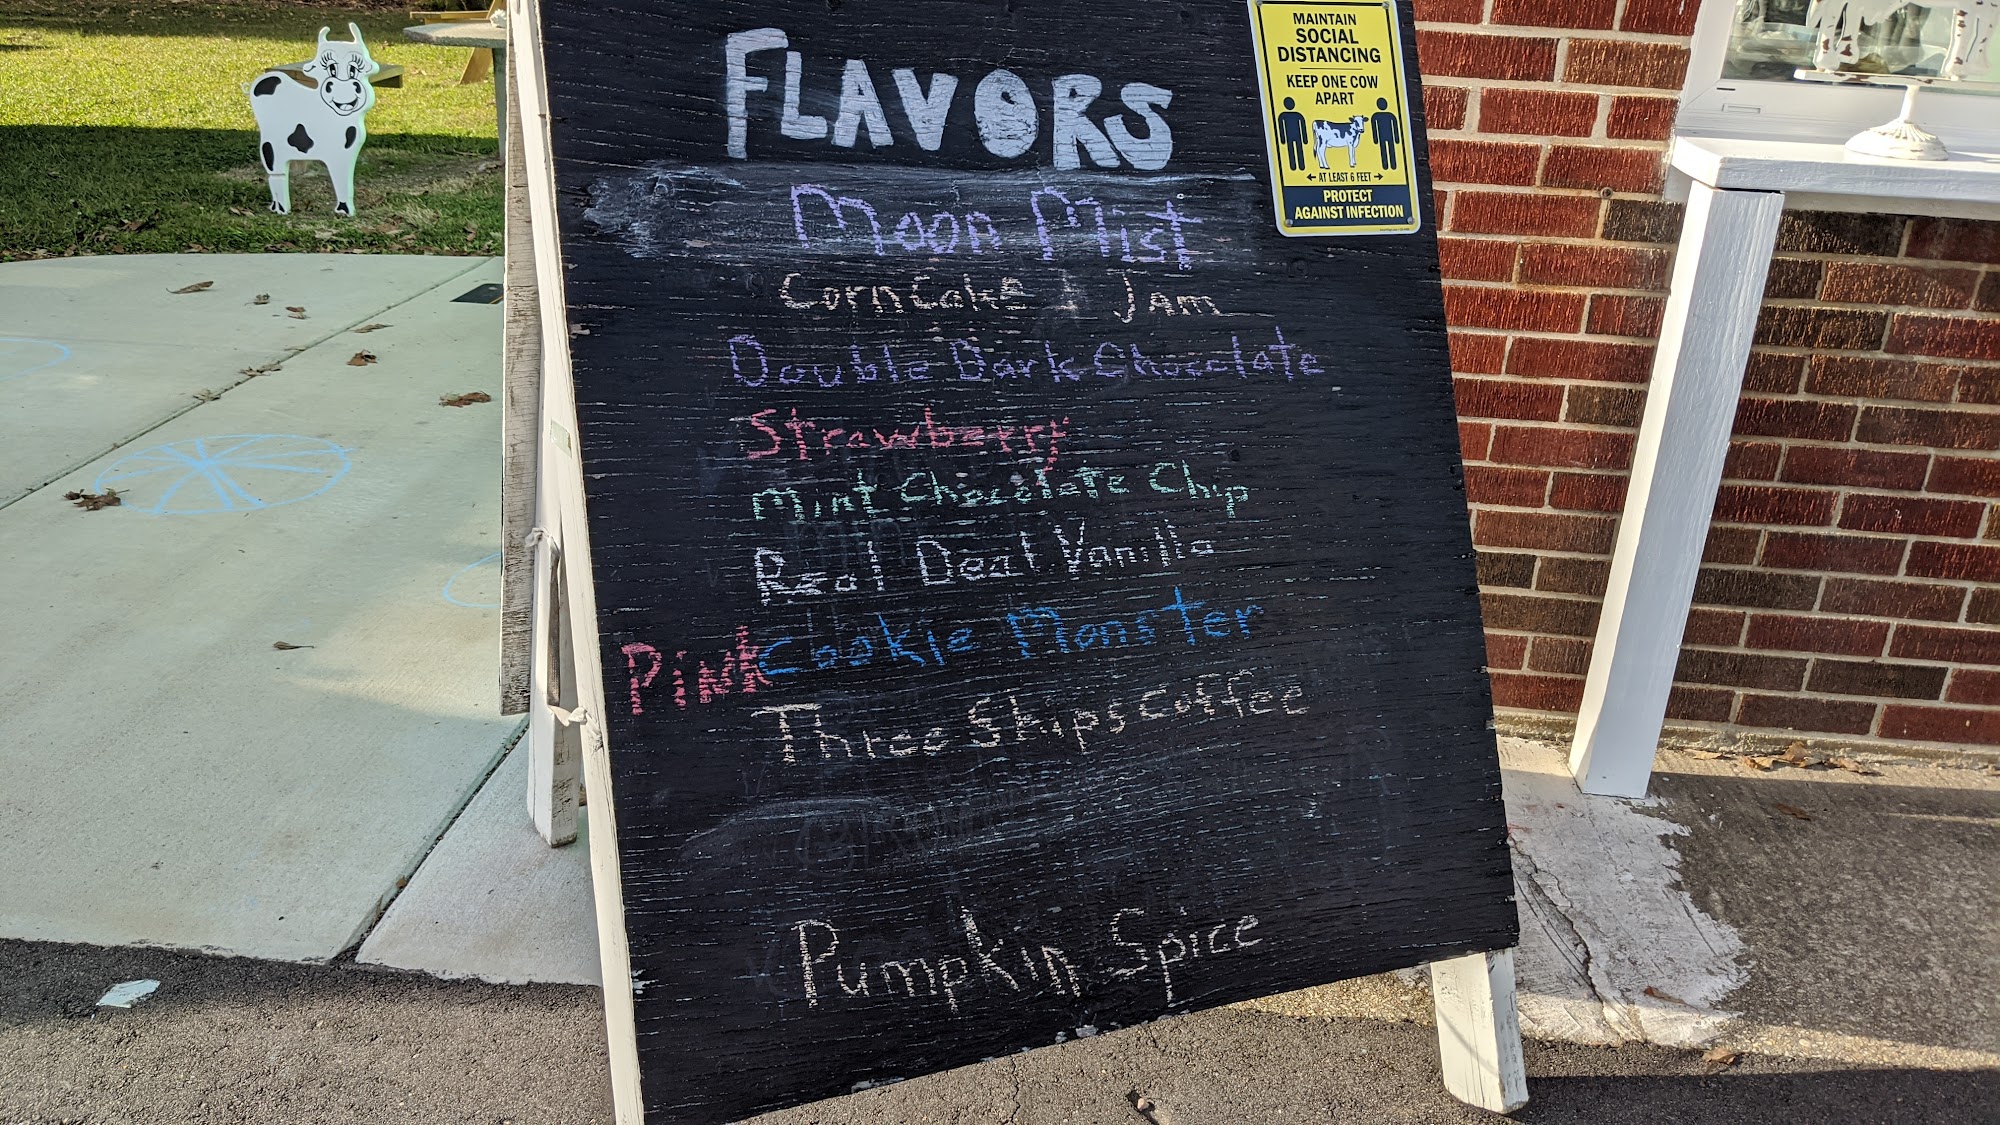 FLAVORS
Moon Mist
Corn Cake & Jam
Double Dark Chocolate
Strawberry
Mint Chocolate Chip
Real Deal Vanilla
Pink Cookie Monster
Three Ships Coffee
Pumpkin Spice
MAINTAIN
SOCIAL
DISTANCING
KEEP ONE COW
APART
← AT LEAST 6 FEET →
PROTECT
AGAINST INFECTION